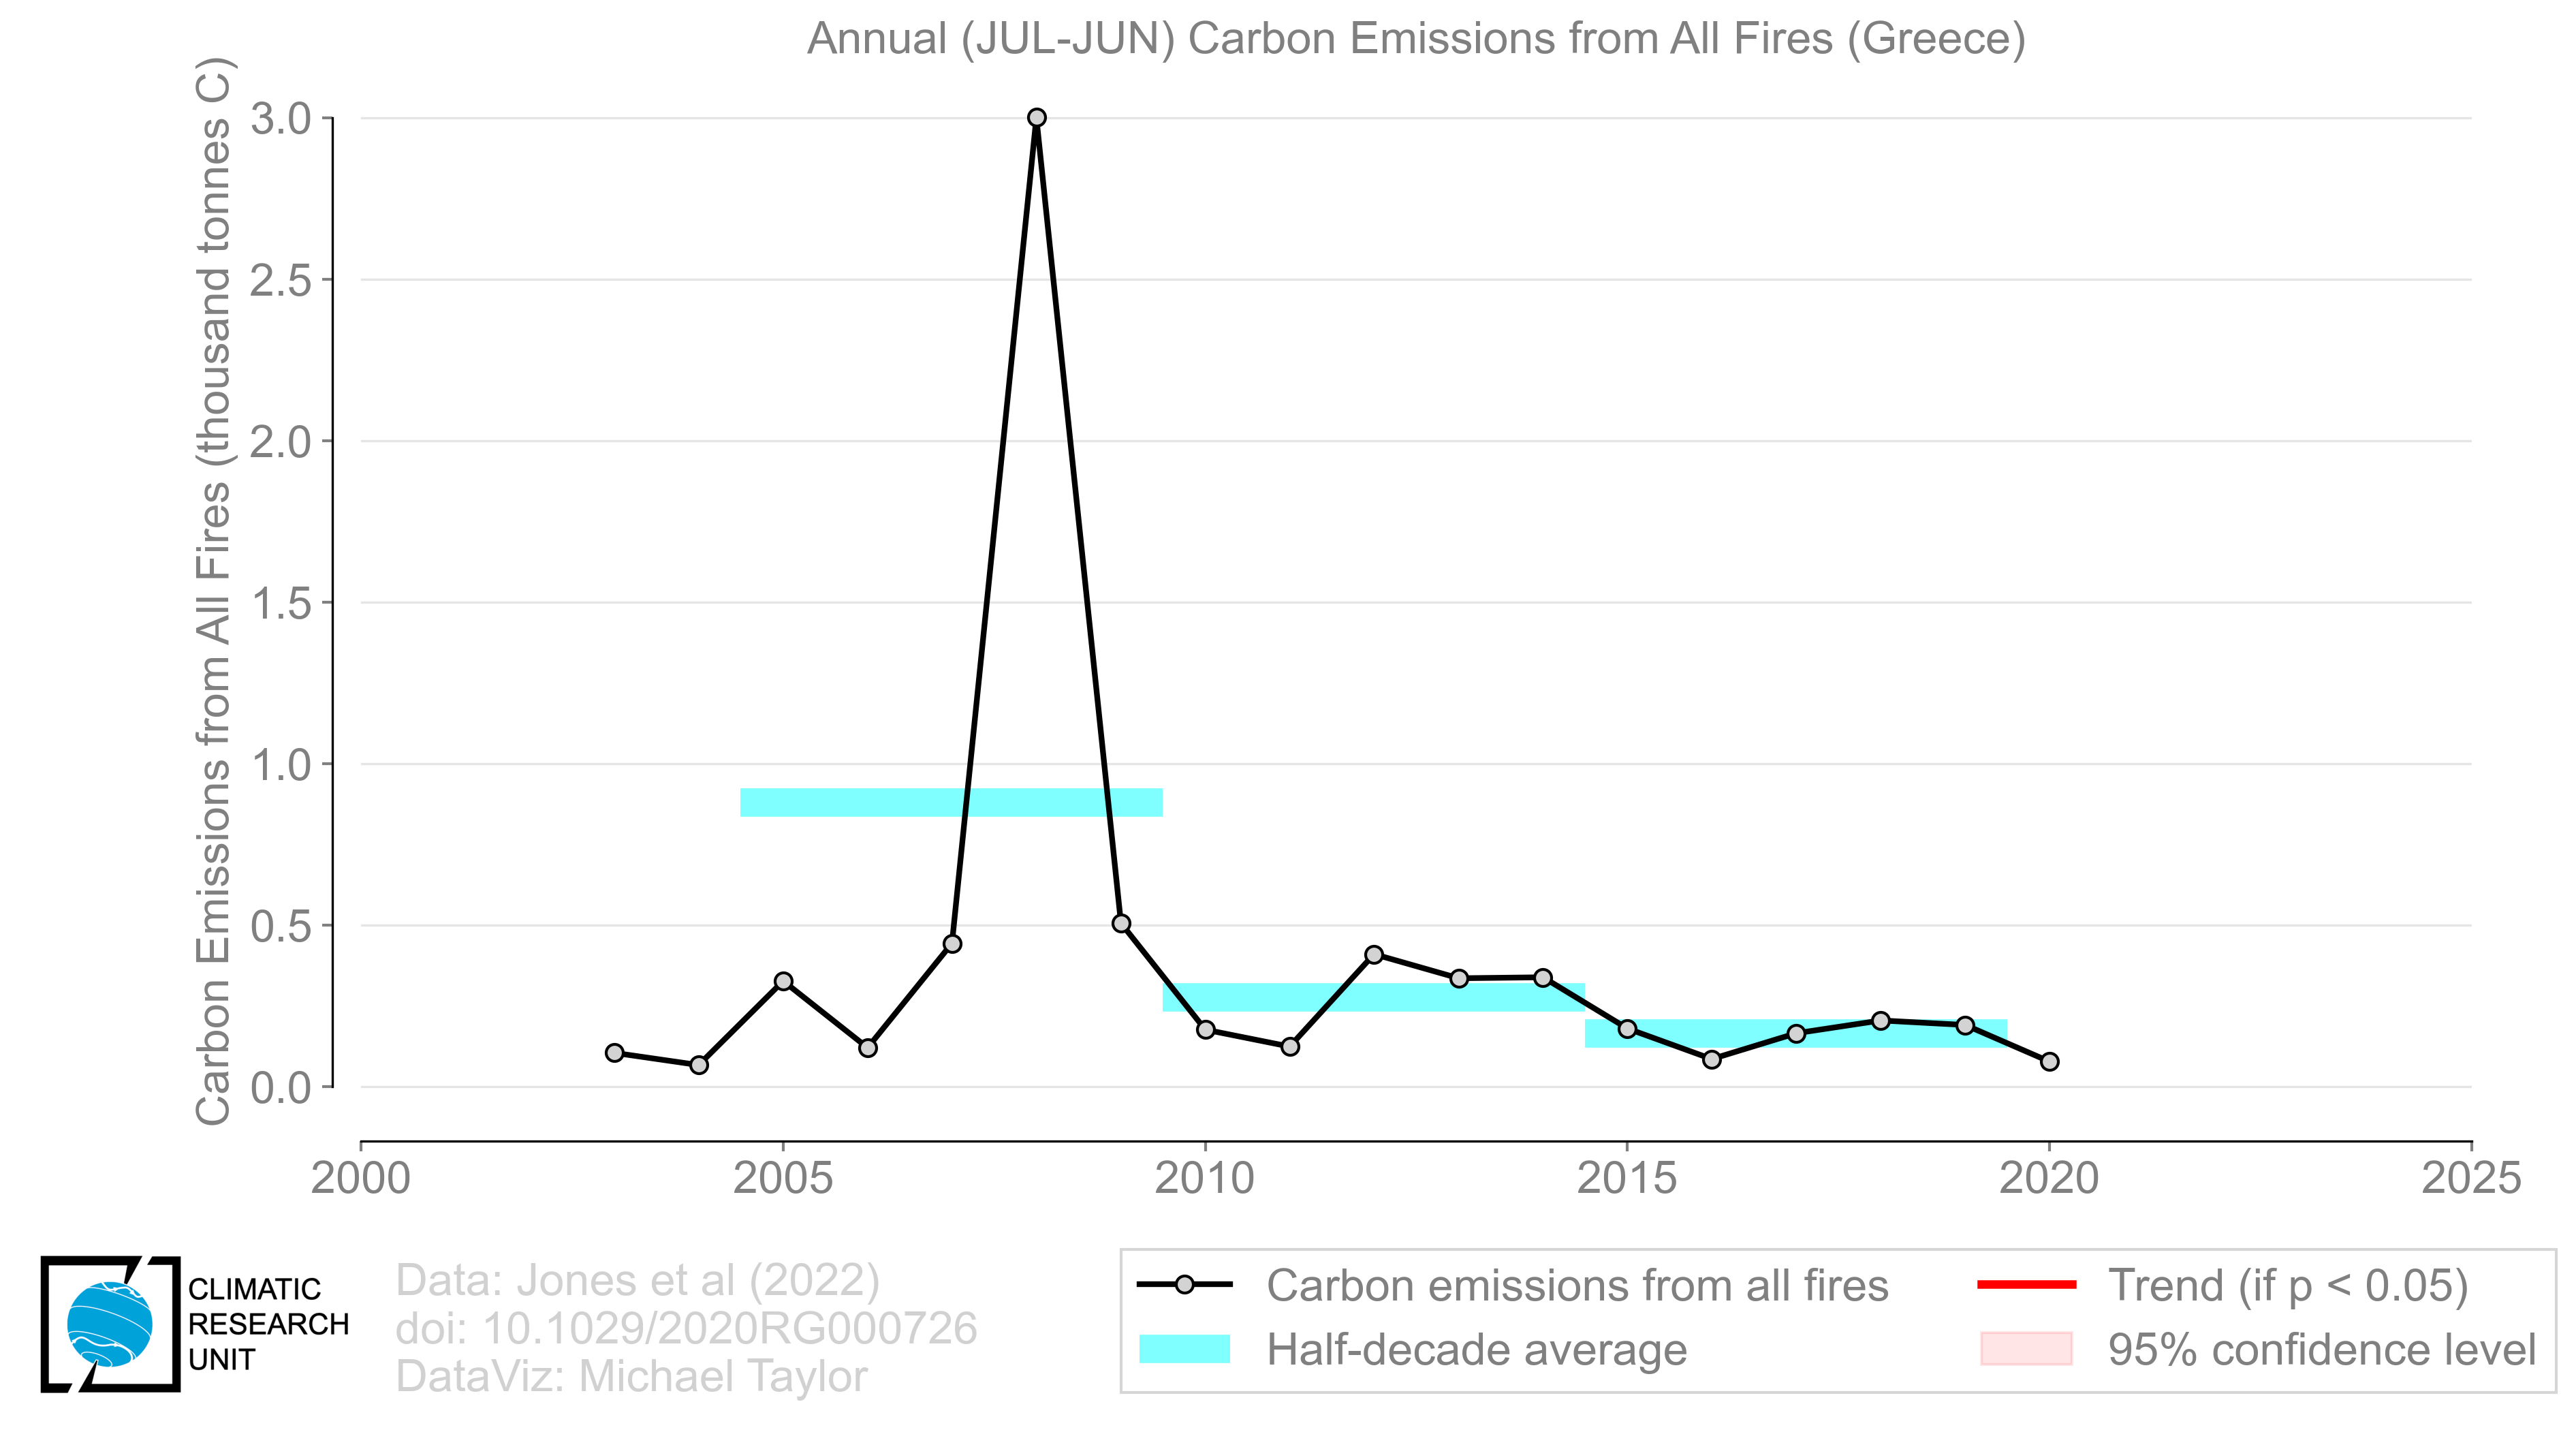 Annual (JUL-JUN) Carbon Emissions from All Fires (Greece)
Carbon Emissions from All Fires (thousand tonnes C)
3.0
2.5
2.0
1.5
1.0
0.5
0.0
2000 2005 2010 2015 2020 2025
CLIMATIC
RESEARCH
UNIT
Data: Jones et al (2022)
doi: 10.1029/2020RG000726
DataViz: Michael Taylor
Carbon emissions from all fires
Half-decade average
Trend (if p < 0.05)
95% confidence level